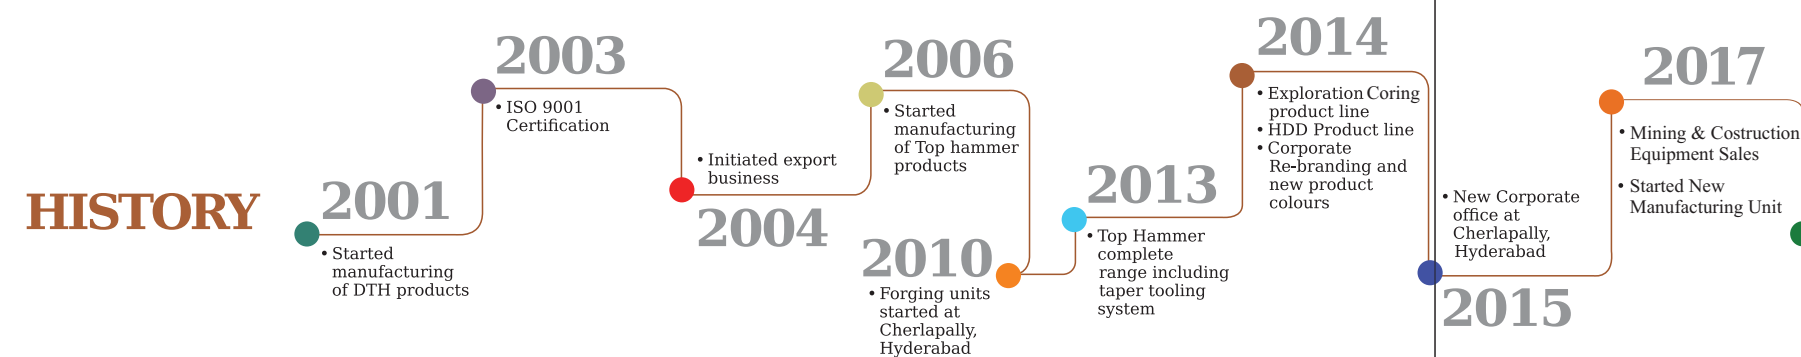 HISTORY
2001
• Started
manufacturing
of DTH products
2003
• ISO 9001
Certification
• Initiated export
business
2004
2006
• Started
manufacturing
of Top hammer
products
2010
• Forging units
started at
Cherlapally,
Hyderabad
2013
• Top Hammer
complete
range including
taper tooling
system
2014
• Exploration Coring
product line
• HDD Product line
• Corporate
Re-branding and
new product
colours
• New Corporate
office at
Cherlapally,
Hyderabad
2015
2017
• Mining & Costruction
Equipment Sales
• Started New
Manufacturing Unit